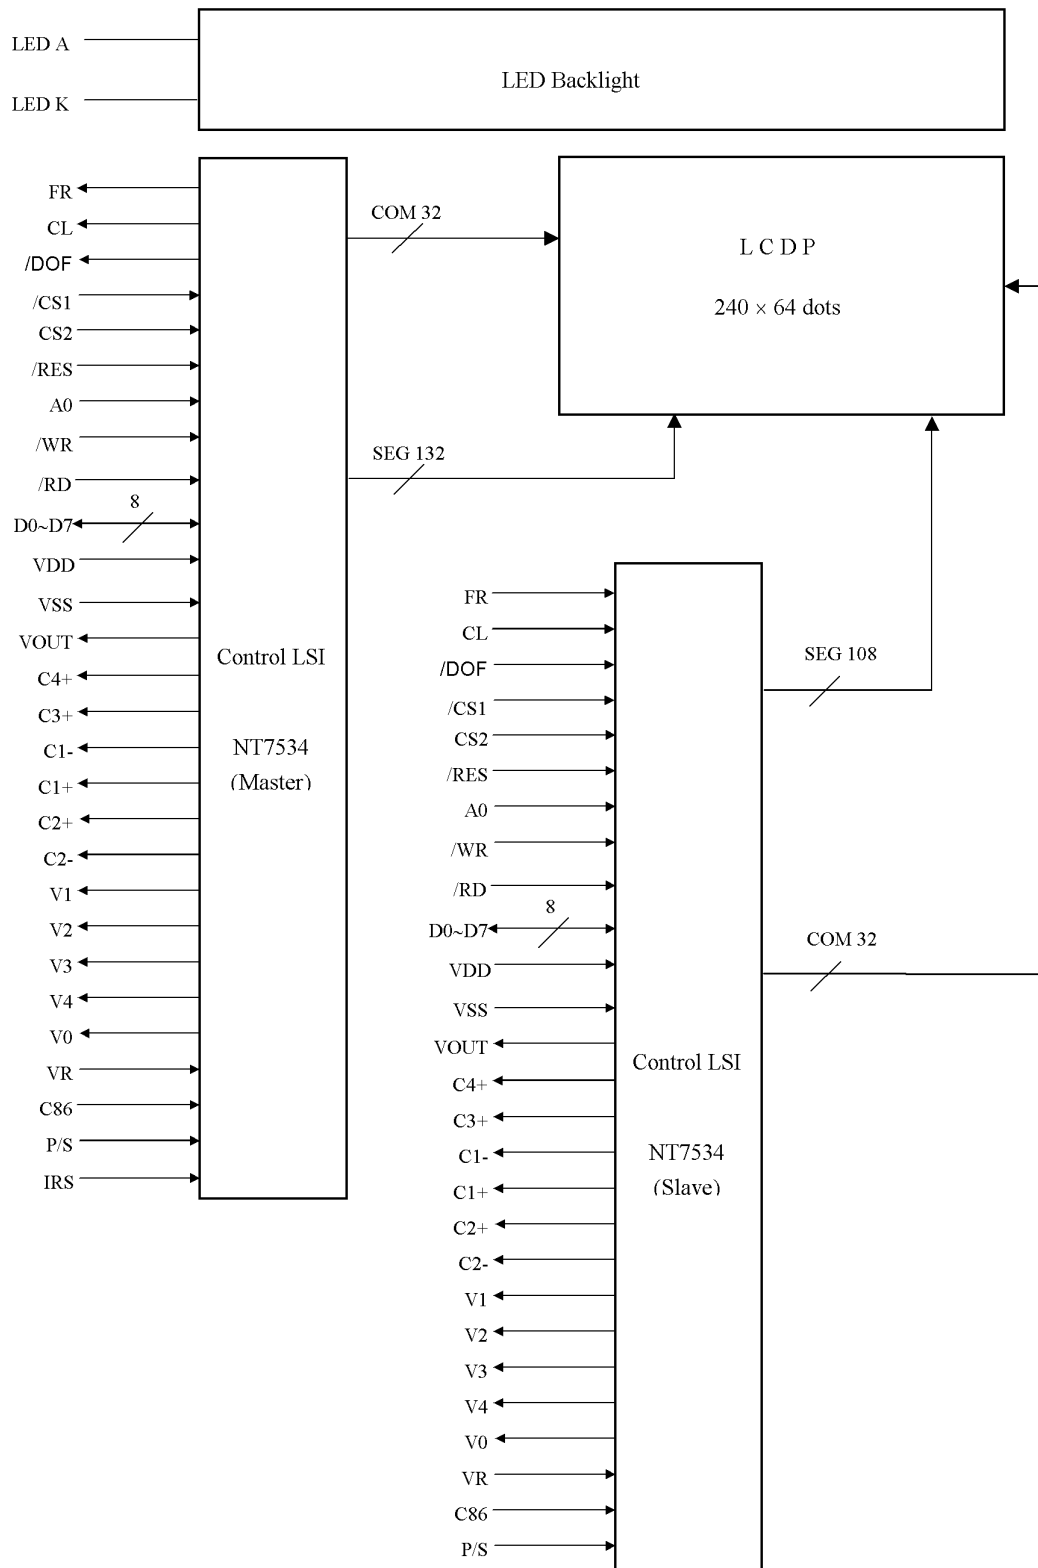 LED A
LED K
LED Backlight
FR
CL
/DOF
/CS1
CS2
/RES
A0
/WR
/RD
D0~D7
8
VDD
VSS
VOUT
C4+
C3+
C1-
C1+
C2+
C2-
V1
V2
V3
V4
V0
VR
C86
P/S
IRS
Control LSI
NT7534
(Master)
COM 32
SEG 132
L C D P
240 × 64 dots
FR
CL
/DOF
/CS1
CS2
/RES
A0
/WR
/RD
D0~D7
8
VDD
VSS
VOUT
C4+
C3+
C1-
C1+
C2+
C2-
V1
V2
V3
V4
V0
VR
C86
P/S
Control LSI
NT7534
(Slave)
SEG 108
COM 32